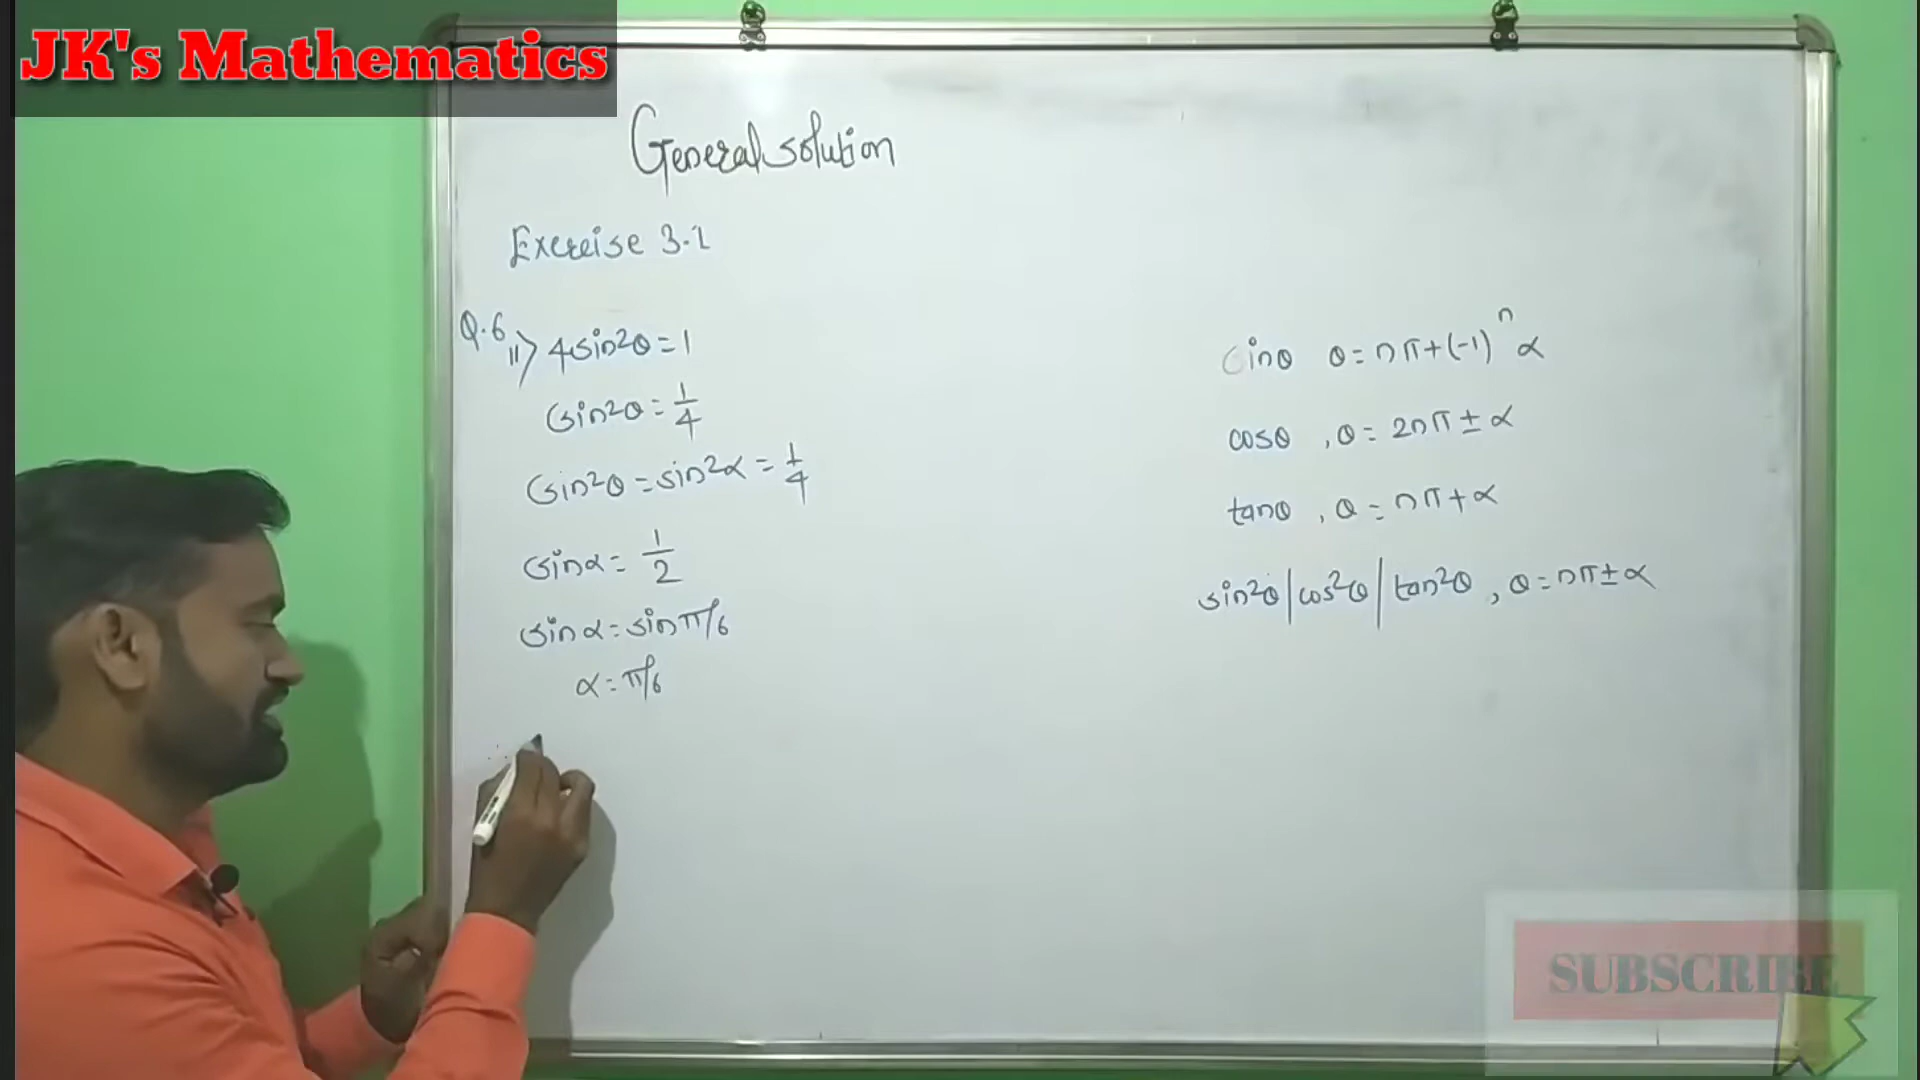 JK's Mathematics
General solution
Exercise 3.1
Q.6 11) 4sin²θ=1
sin²θ = 1/4
sin²θ = sin²α = 1/4
sinα = 1/2
sinα = sinπ/6
α = π/6
sinθ θ = nπ+(-1)ⁿ α
cosθ , θ = 2nπ ± α
tanθ , θ = nπ + α
sin²θ | cos²θ | tan²θ , θ = nπ ± α
SUBSCRIBE